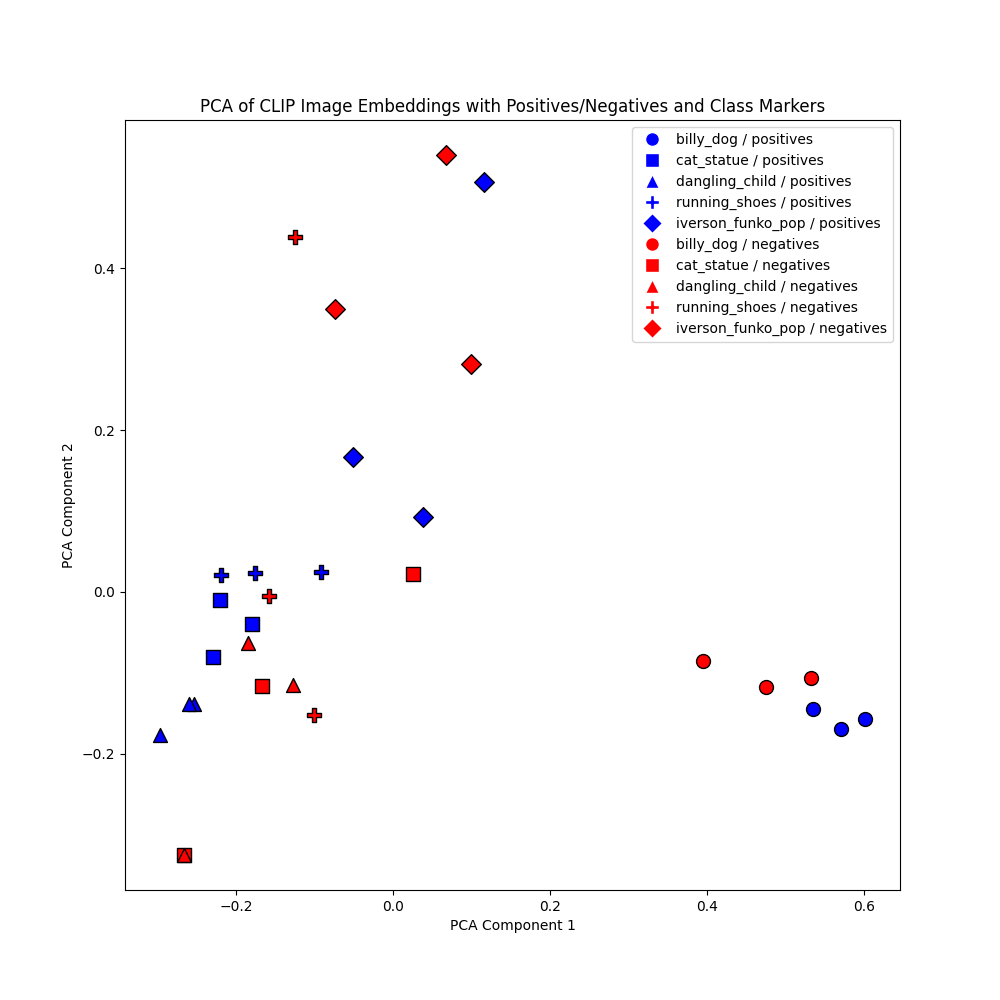 PCA of CLIP Image Embeddings with Positives/Negatives and Class Markers
billy_dog / positives
cat_statue / positives
dangling_child / positives
running_shoes / positives
iverson_funko_pop / positives
billy_dog / negatives
cat_statue / negatives
dangling_child / negatives
running_shoes / negatives
iverson_funko_pop / negatives
PCA Component 2
0.4
0.2
0.0
−0.2
−0.2 0.0 0.2 0.4 0.6
PCA Component 1